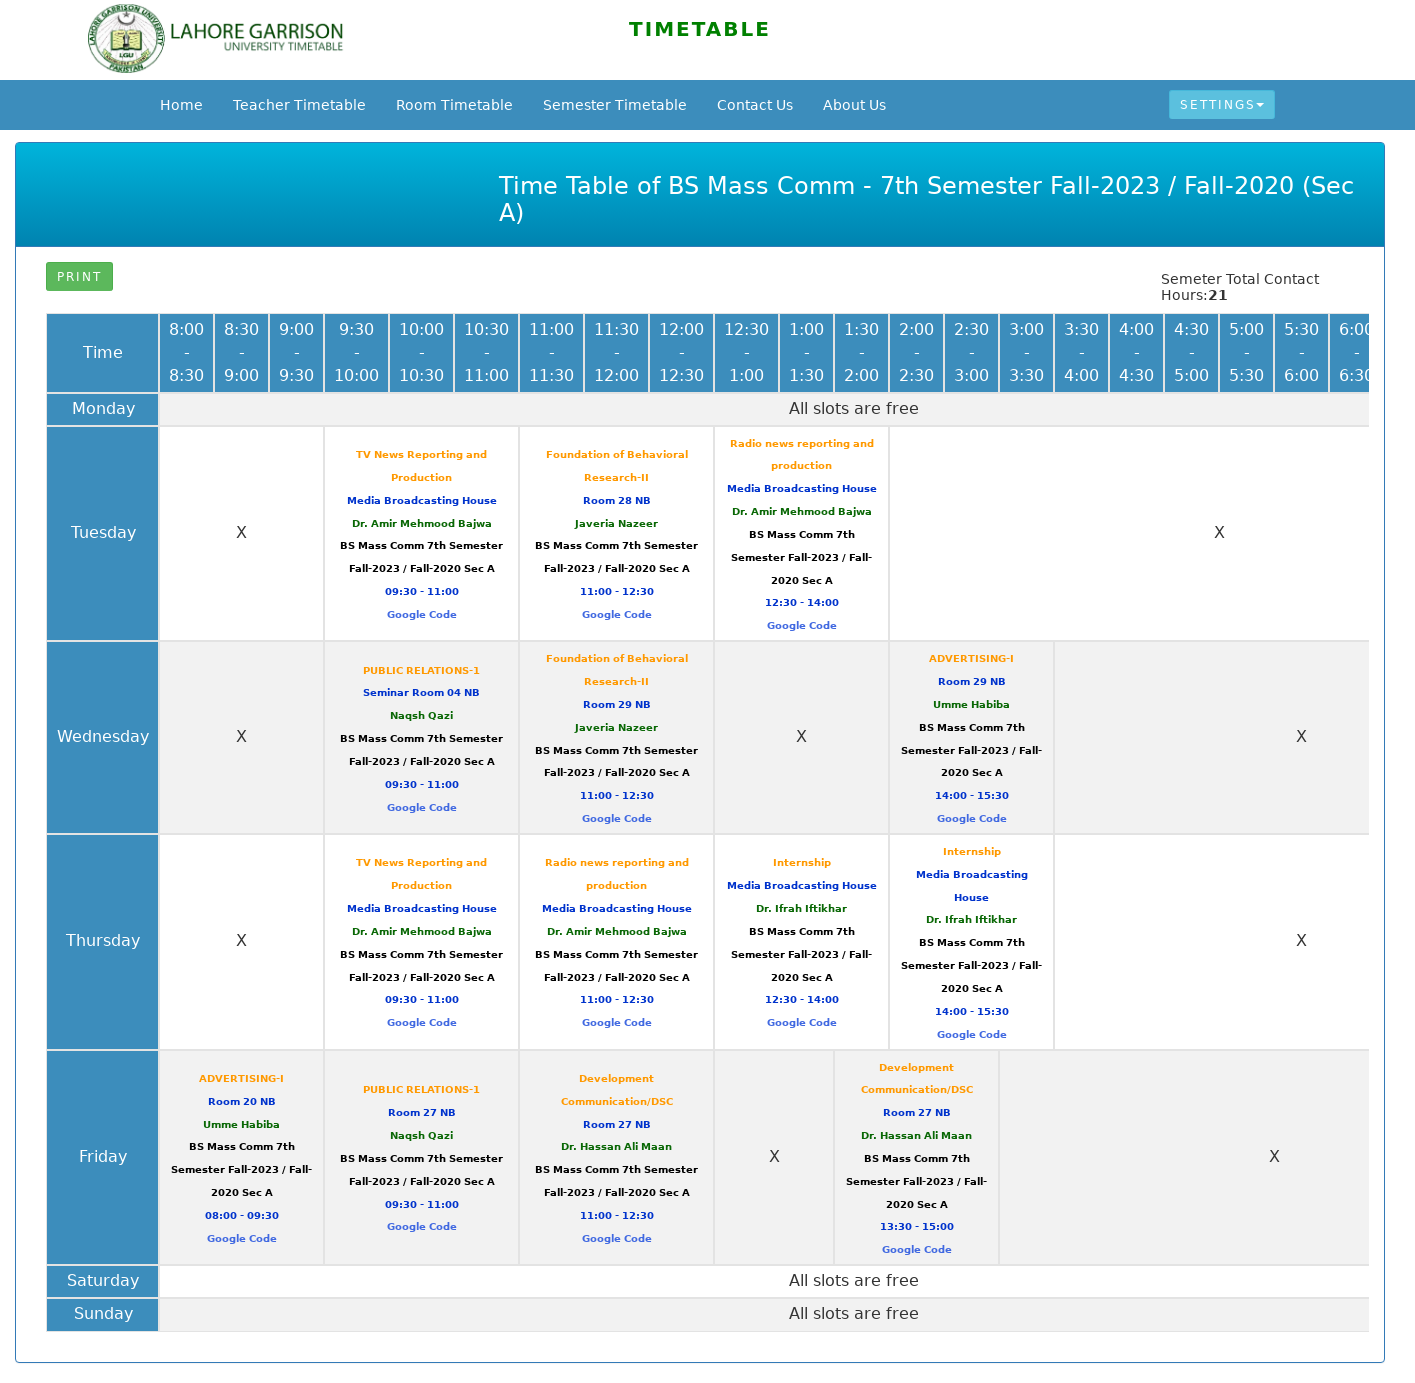 LAHORE GARRISON
UNIVERSITY TIMETABLE
LAHORE GARRISON UNIVERSITY
LGU
PAKISTAN
TIMETABLE
Home Teacher Timetable Room Timetable Semester Timetable Contact Us About Us SETTINGS
Time Table of BS Mass Comm - 7th Semester Fall-2023 / Fall-2020 (Sec
A)
PRINT
Semeter Total Contact
Hours:21
Time
8:00
-
8:30
8:30
-
9:00
9:00
-
9:30
9:30
-
10:00
10:00
-
10:30
10:30
-
11:00
11:00
-
11:30
11:30
-
12:00
12:00
-
12:30
12:30
-
1:00
1:00
-
1:30
1:30
-
2:00
2:00
-
2:30
2:30
-
3:00
3:00
-
3:30
3:30
-
4:00
4:00
-
4:30
4:30
-
5:00
5:00
-
5:30
5:30
-
6:00
6:00
-
6:30
Monday
All slots are free
Tuesday
X
TV News Reporting and
Production
Media Broadcasting House
Dr. Amir Mehmood Bajwa
BS Mass Comm 7th Semester
Fall-2023 / Fall-2020 Sec A
09:30 - 11:00
Google Code
Foundation of Behavioral
Research-II
Room 28 NB
Javeria Nazeer
BS Mass Comm 7th Semester
Fall-2023 / Fall-2020 Sec A
11:00 - 12:30
Google Code
Radio news reporting and
production
Media Broadcasting House
Dr. Amir Mehmood Bajwa
BS Mass Comm 7th
Semester Fall-2023 / Fall-
2020 Sec A
12:30 - 14:00
Google Code
X
Wednesday
X
PUBLIC RELATIONS-1
Seminar Room 04 NB
Naqsh Qazi
BS Mass Comm 7th Semester
Fall-2023 / Fall-2020 Sec A
09:30 - 11:00
Google Code
Foundation of Behavioral
Research-II
Room 29 NB
Javeria Nazeer
BS Mass Comm 7th Semester
Fall-2023 / Fall-2020 Sec A
11:00 - 12:30
Google Code
X
ADVERTISING-I
Room 29 NB
Umme Habiba
BS Mass Comm 7th
Semester Fall-2023 / Fall-
2020 Sec A
14:00 - 15:30
Google Code
X
Thursday
X
TV News Reporting and
Production
Media Broadcasting House
Dr. Amir Mehmood Bajwa
BS Mass Comm 7th Semester
Fall-2023 / Fall-2020 Sec A
09:30 - 11:00
Google Code
Radio news reporting and
production
Media Broadcasting House
Dr. Amir Mehmood Bajwa
BS Mass Comm 7th Semester
Fall-2023 / Fall-2020 Sec A
11:00 - 12:30
Google Code
Internship
Media Broadcasting House
Dr. Ifrah Iftikhar
BS Mass Comm 7th
Semester Fall-2023 / Fall-
2020 Sec A
12:30 - 14:00
Google Code
Internship
Media Broadcasting
House
Dr. Ifrah Iftikhar
BS Mass Comm 7th
Semester Fall-2023 / Fall-
2020 Sec A
14:00 - 15:30
Google Code
X
Friday
ADVERTISING-I
Room 20 NB
Umme Habiba
BS Mass Comm 7th
Semester Fall-2023 / Fall-
2020 Sec A
08:00 - 09:30
Google Code
PUBLIC RELATIONS-1
Room 27 NB
Naqsh Qazi
BS Mass Comm 7th Semester
Fall-2023 / Fall-2020 Sec A
09:30 - 11:00
Google Code
Development
Communication/DSC
Room 27 NB
Dr. Hassan Ali Maan
BS Mass Comm 7th Semester
Fall-2023 / Fall-2020 Sec A
11:00 - 12:30
Google Code
X
Development
Communication/DSC
Room 27 NB
Dr. Hassan Ali Maan
BS Mass Comm 7th
Semester Fall-2023 / Fall-
2020 Sec A
13:30 - 15:00
Google Code
X
Saturday
All slots are free
Sunday
All slots are free